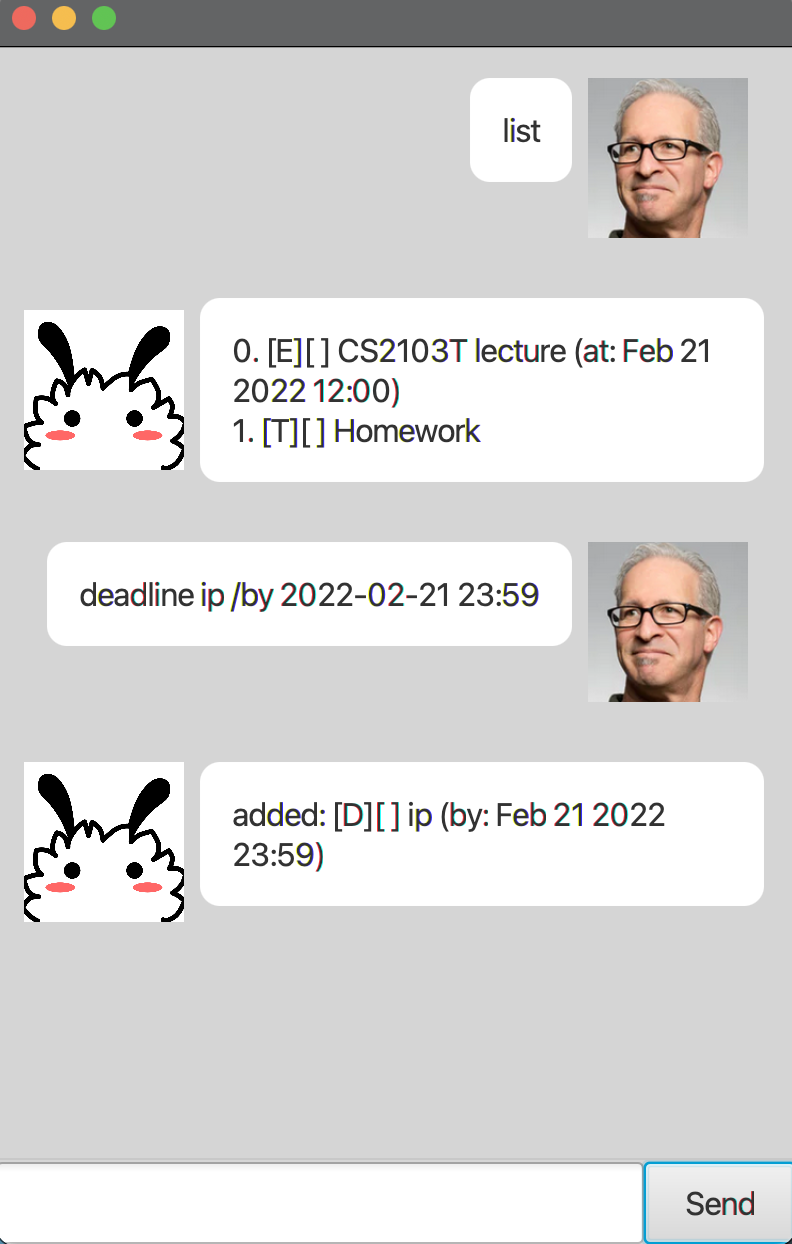 list
0. [E][ ] CS2103T lecture (at: Feb 21
2022 12:00)
1. [T][ ] Homework
deadline ip /by 2022-02-21 23:59
added: [D][ ] ip (by: Feb 21 2022
23:59)
Send